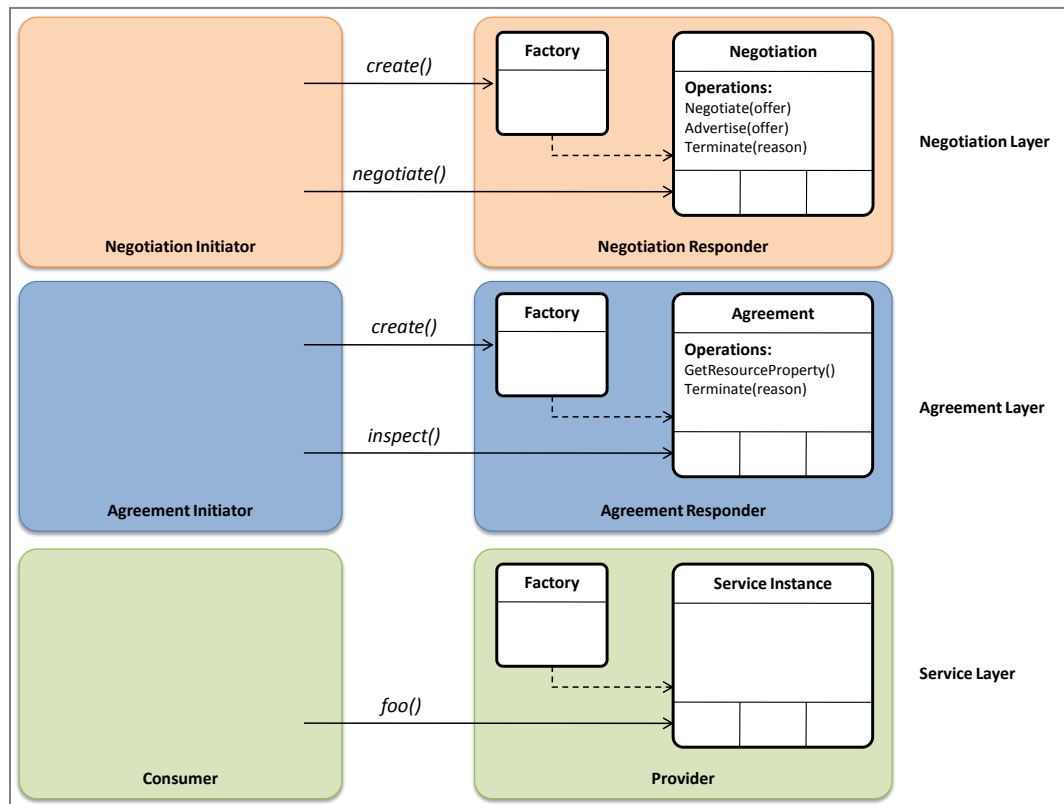 Factory
Negotiation
create()
Operations:
Negotiate(offer)
Advertise(offer)
Terminate(reason)
Negotiation Layer
negotiate()
Negotiation Initiator
Negotiation Responder
Factory
Agreement
create()
Operations:
GetResourceProperty()
Terminate(reason)
Agreement Layer
inspect()
Agreement Initiator
Agreement Responder
Factory
Service Instance
Service Layer
foo()
Consumer
Provider